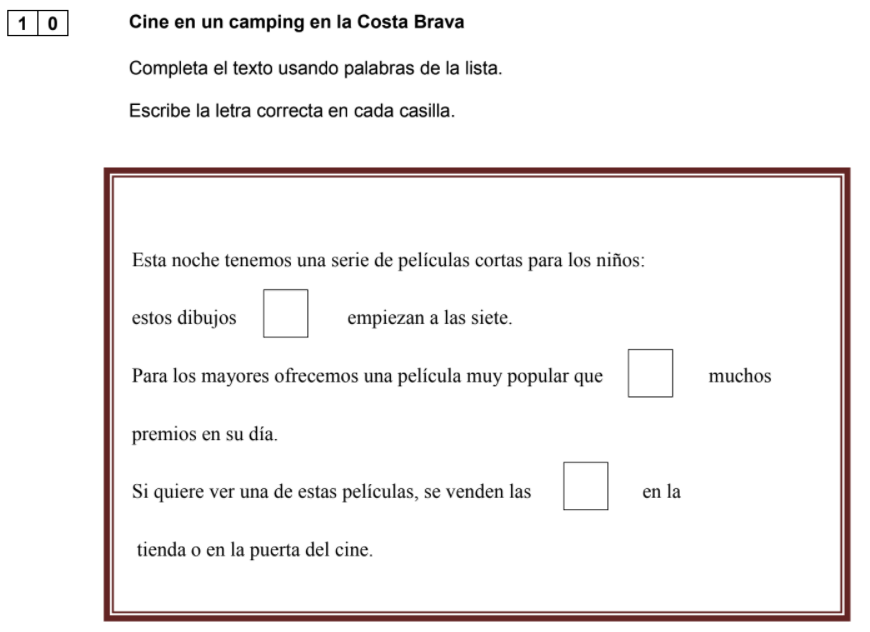 1 0 Cine en un camping en la Costa Brava
Completa el texto usando palabras de la lista.
Escribe la letra correcta en cada casilla.
Esta noche tenemos una serie de películas cortas para los niños:
estos dibujos empiezan a las siete.
Para los mayores ofrecemos una película muy popular que muchos
premios en su día.
Si quiere ver una de estas películas, se venden las en la
tienda o en la puerta del cine.